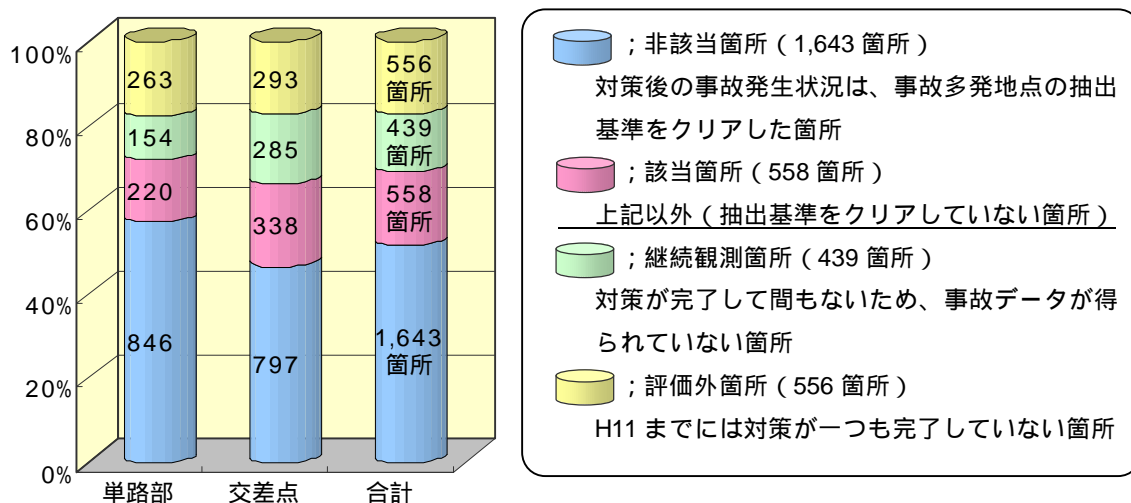 100%
80%
60%
40%
20%
0%
263
154
220
846
293
285
338
797
556
箇所
439
箇所
558
箇所
1,643
箇所
単路部
交差点
合計
；非該当箇所（1,643 箇所）
対策後の事故発生状況は、事故多発地点の抽出
基準をクリアした箇所
；該当箇所（558 箇所）
上記以外（抽出基準をクリアしていない箇所）
；継続観測箇所（439 箇所）
対策が完了して間もないため、事故データが得
られていない箇所
；評価外箇所（556 箇所）
H11 までには対策が一つも完了していない箇所